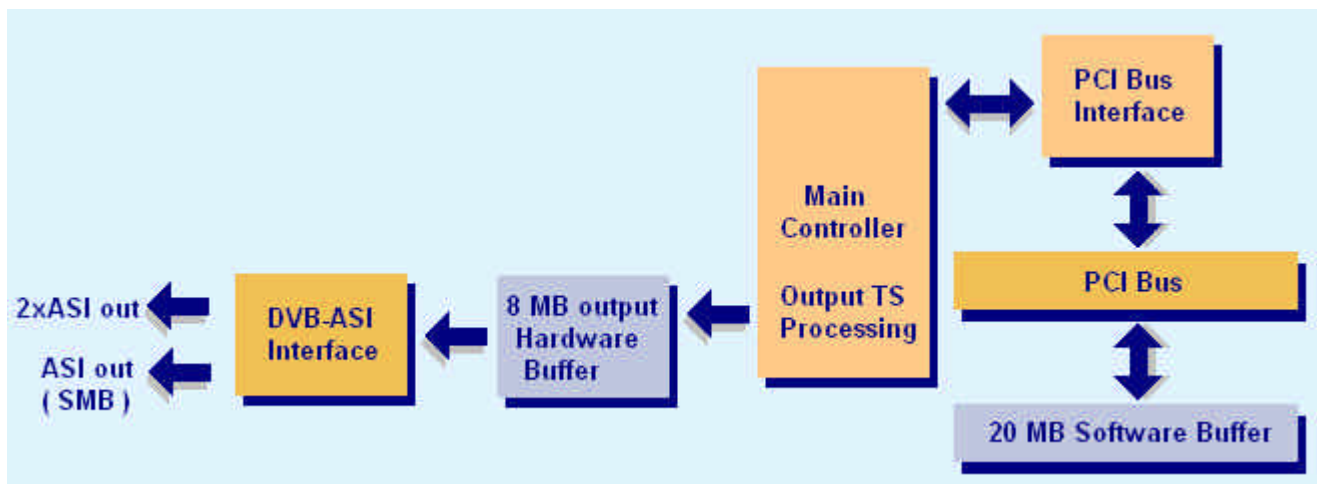 2xASI out
ASI out
( SMB )
DVB-ASI
Interface
8 MB output
Hardware
Buffer
Main
Controller
Output TS
Processing
PCI Bus
Interface
PCI Bus
20 MB Software Buffer